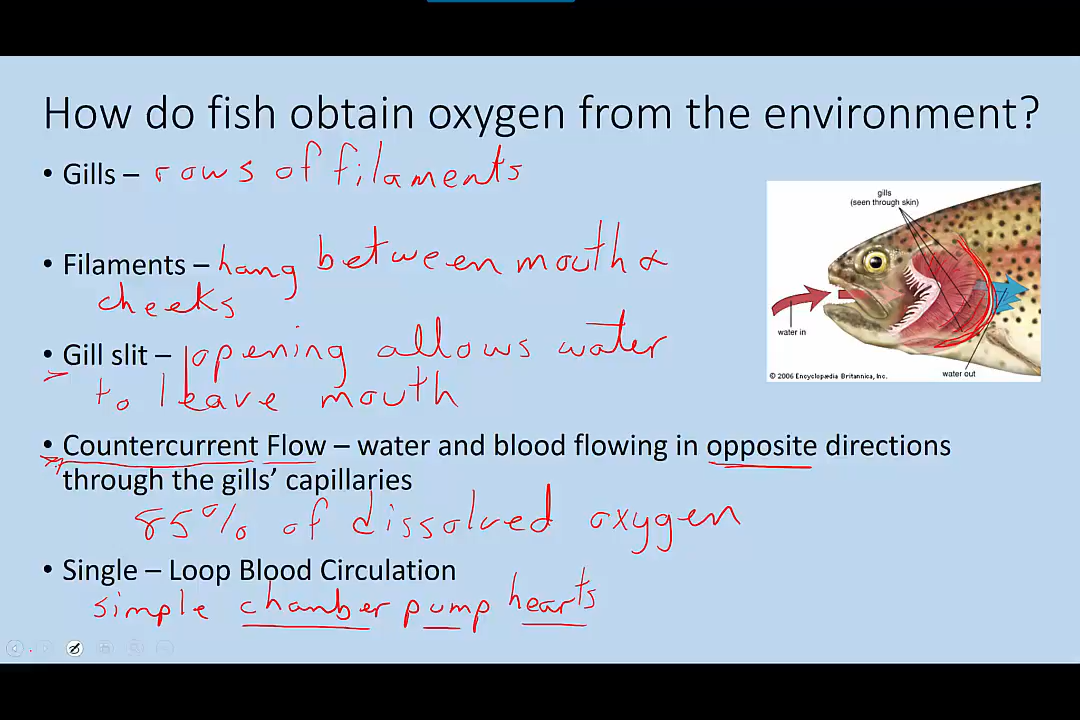 How do fish obtain oxygen from the environment?
• Gills – rows of filaments
• Filaments – hang between mouth &
cheeks
• Gill slit – opening allows water
to leave mouth
• Countercurrent Flow – water and blood flowing in opposite directions
through the gills' capillaries
85% of dissolved oxygen
• Single – Loop Blood Circulation
simple chamber pump hearts
gills
(seen through skin)
water in
water out
© 2006 Encyclopædia Britannica, Inc.